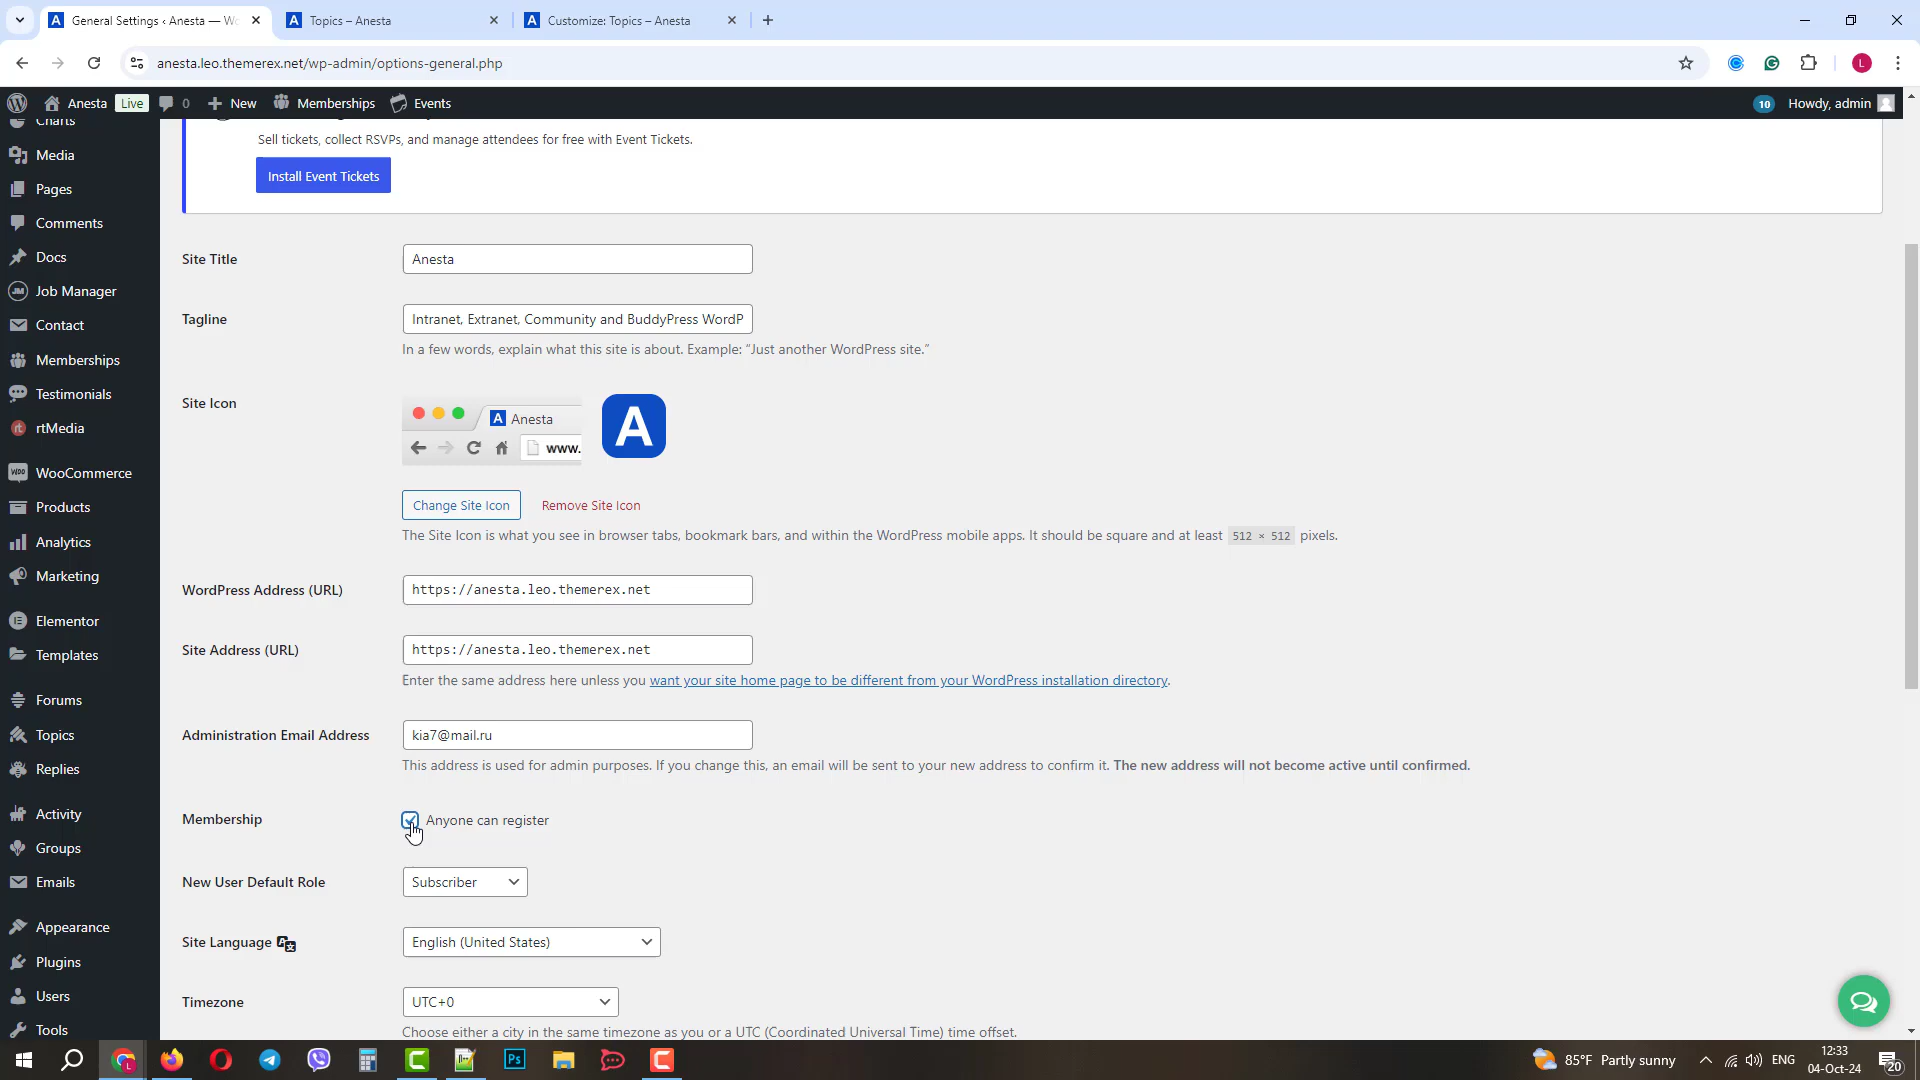 General Settings ‹ Anesta — Wo
Topics – Anesta
Customize: Topics – Anesta
anesta.leo.themerex.net/wp-admin/options-general.php
L
Anesta
Live
0
New
Memberships
Events
10
Howdy, admin
Charts
Media
Pages
Comments
Docs
JM
Job Manager
Contact
Memberships
Testimonials
rt
rtMedia
Woo
WooCommerce
Products
Analytics
Marketing
Elementor
Templates
Forums
Topics
Replies
Activity
Groups
Emails
Appearance
Plugins
Users
Tools
Sell tickets, collect RSVPs, and manage attendees for free with Event Tickets.
Install Event Tickets
Site Title
Anesta
Tagline
Intranet, Extranet, Community and BuddyPress WordP
In a few words, explain what this site is about. Example: “Just another WordPress site.”
Site Icon
A Anesta
www.
A
Change Site Icon
Remove Site Icon
The Site Icon is what you see in browser tabs, bookmark bars, and within the WordPress mobile apps. It should be square and at least 512 × 512 pixels.
WordPress Address (URL)
https://anesta.leo.themerex.net
Site Address (URL)
https://anesta.leo.themerex.net
Enter the same address here unless you want your site home page to be different from your WordPress installation directory.
Administration Email Address
kia7@mail.ru
This address is used for admin purposes. If you change this, an email will be sent to your new address to confirm it. The new address will not become active until confirmed.
Membership
Anyone can register
New User Default Role
Subscriber
Site Language
English (United States)
Timezone
UTC+0
Choose either a city in the same timezone as you or a UTC (Coordinated Universal Time) time offset.
Ps
85°F Partly sunny
ENG
12:33
04-Oct-24
20